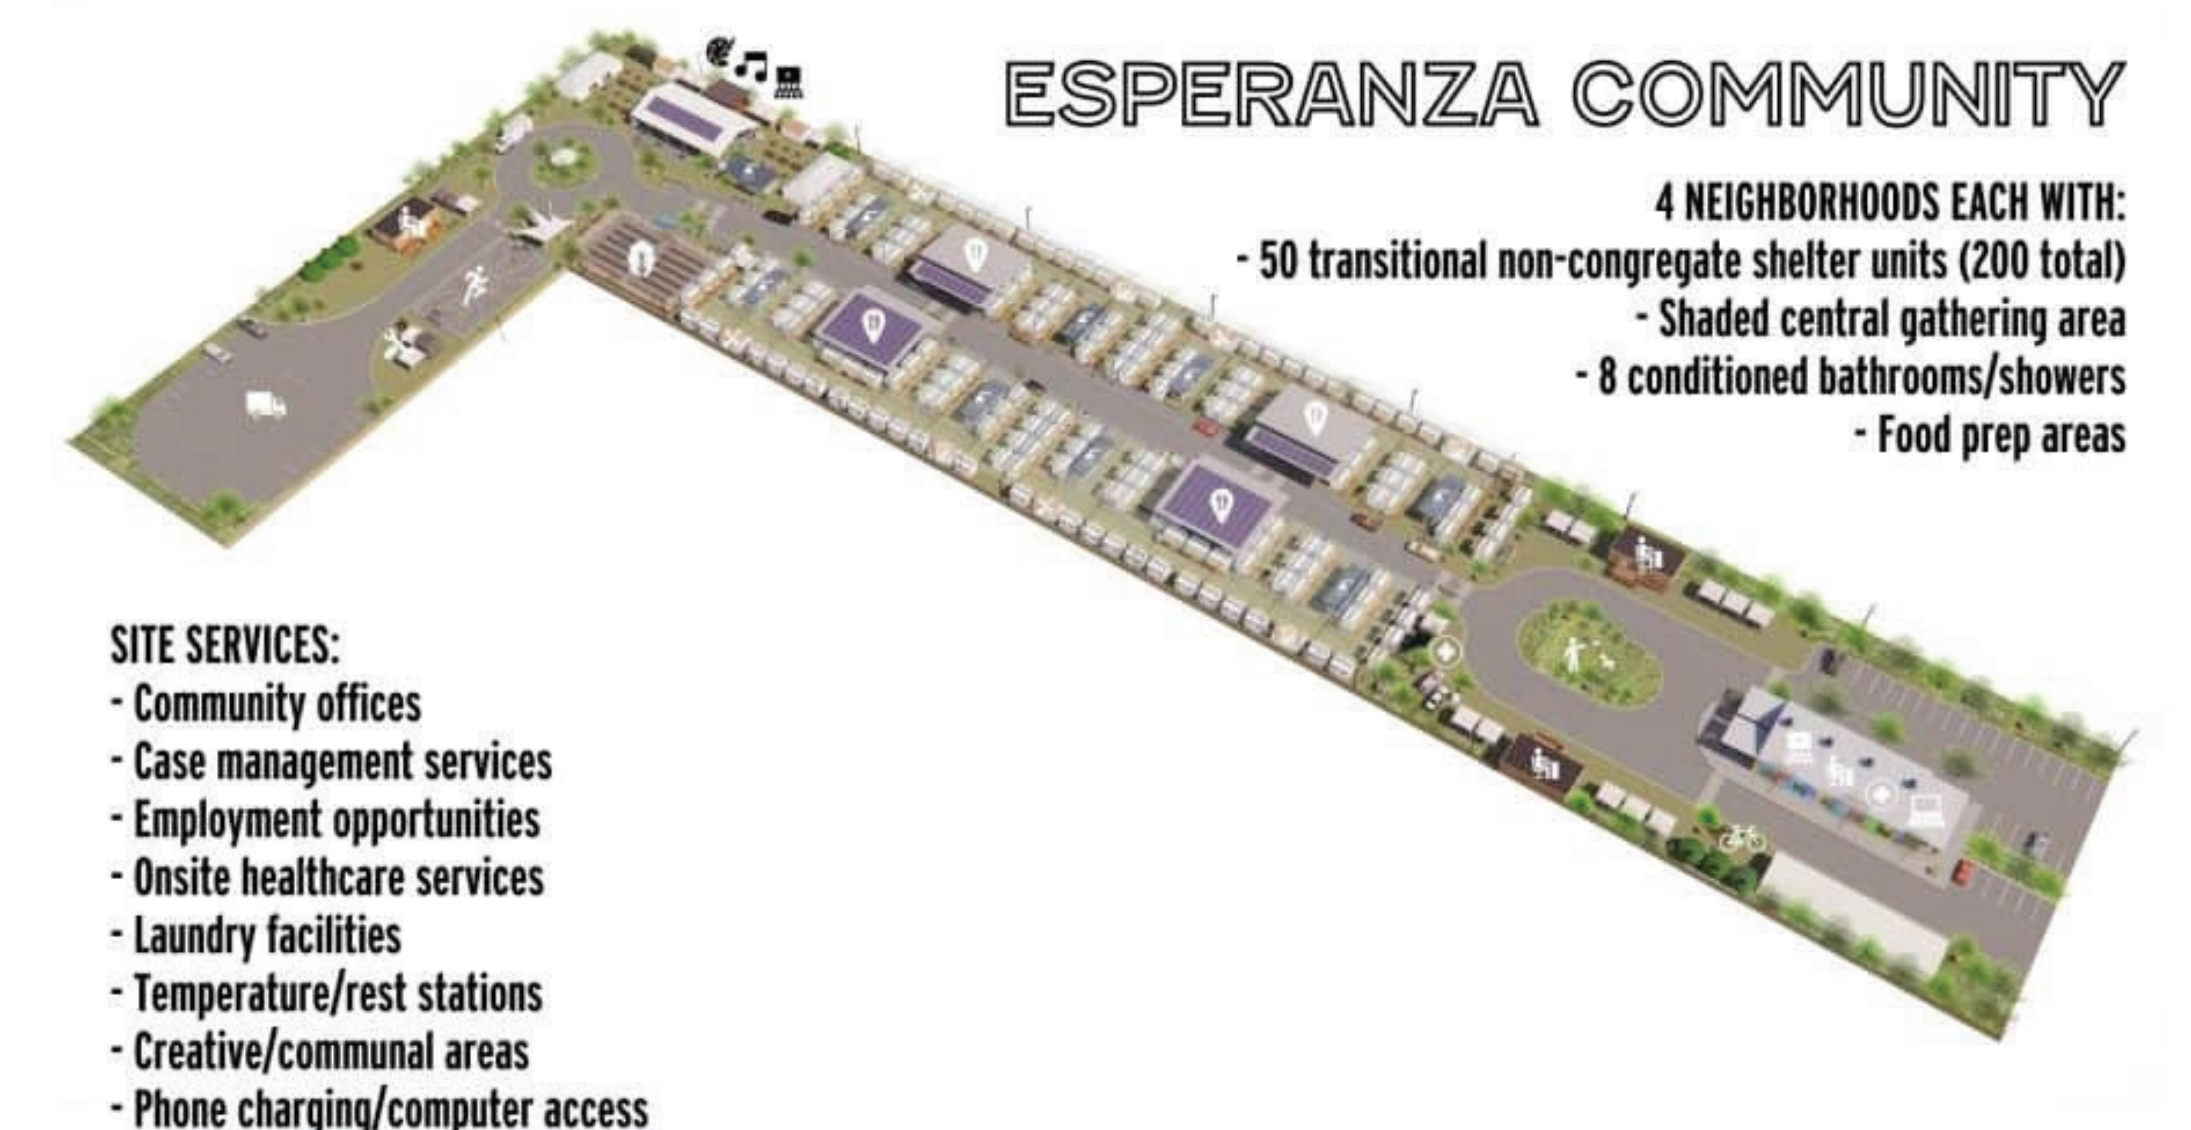 ESPERANZA COMMUNITY
4 NEIGHBORHOODS EACH WITH:
- 50 transitional non-congregate shelter units (200 total)
- Shaded central gathering area
- 8 conditioned bathrooms/showers
- Food prep areas
SITE SERVICES:
- Community offices
- Case management services
- Employment opportunities
- Onsite healthcare services
- Laundry facilities
- Temperature/rest stations
- Creative/communal areas
- Phone charging/computer access